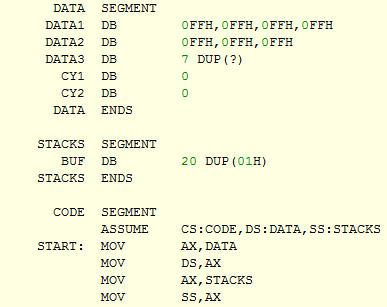 DATA SEGMENT
DATA1 DB 0FFH,0FFH,0FFH,0FFH
DATA2 DB 0FFH,0FFH,0FFH
DATA3 DB 7 DUP(?)
CY1 DB 0
CY2 DB 0
DATA ENDS
STACKS SEGMENT
BUF DB 20 DUP(01H)
STACKS ENDS
CODE SEGMENT
ASSUME CS:CODE,DS:DATA,SS:STACKS
START: MOV AX,DATA
MOV DS,AX
MOV AX,STACKS
MOV SS,AX